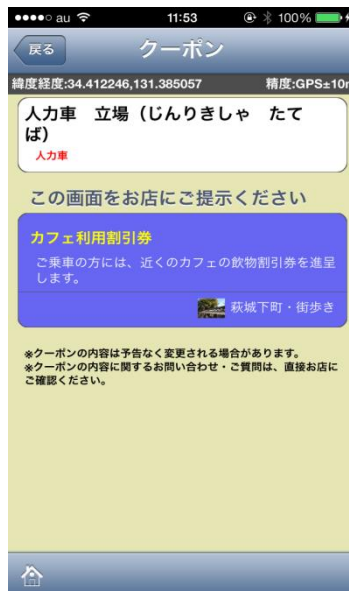 au 11:53 100%
戻る クーポン
緯度経度:34.412246,131.385057 精度:GPS±10m
人力車　立場（じんりきしゃ　たて
ば）
人力車
この画面をお店にご提示ください
カフェ利用割引券
ご乗車の方には、近くのカフェの飲物割引券を進呈
します。
萩城下町・街歩き
※クーポンの内容は予告なく変更される場合があります。
※クーポンの内容に関するお問い合わせ・ご質問は、直接お店に
ご確認ください。